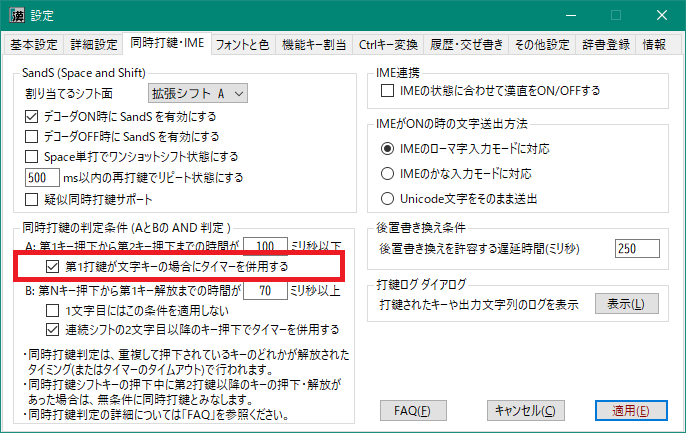 漢 設定
基本設定 詳細設定 同時打鍵・IME フォントと色 機能キー割当 Ctrlキー変換 履歴・交ぜ書き その他設定 辞書登録 情報
SandS (Space and Shift)
割り当てるシフト面 拡張シフト A
デコーダON時に SandS を有効にする
デコーダOFF時に SandS を有効にする
Space単打でワンショットシフト状態にする
500 ms以内の再打鍵でリピート状態にする
疑似同時打鍵サポート
同時打鍵の判定条件 (AとBの AND 判定 )
A: 第1キー押下から第2キー押下までの時間が 100 ミリ秒以下
第1打鍵が文字キーの場合にタイマーを併用する
B: 第Nキー押下から第1キー解放までの時間が 70 ミリ秒以上
1文字目にはこの条件を適用しない
連続シフトの2文字目以降のキー押下でタイマーを併用する
・同時打鍵判定は、重複して押下されているキーのどれかが解放された
タイミング(またはタイマーのタイムアウト)で行われます。
・同時打鍵シフトキーの押下中に第2打鍵以降のキーの押下・解放が
あった場合は、無条件に同時打鍵とみなします。
・同時打鍵判定の詳細については「FAQ」を参照ください。
IME連携
IMEの状態に合わせて漢直をON/OFFする
IMEがONの時の文字送出方法
IMEのローマ字入力モードに対応
IMEのかな入力モードに対応
Unicode文字をそのまま送出
後置書き換え条件
後置書き換えを許容する遅延時間(ミリ秒) 250
打鍵ログ ダイアログ
打鍵されたキーや出力文字列のログを表示 表示(L)
FAQ(F) キャンセル(C) 適用(E)